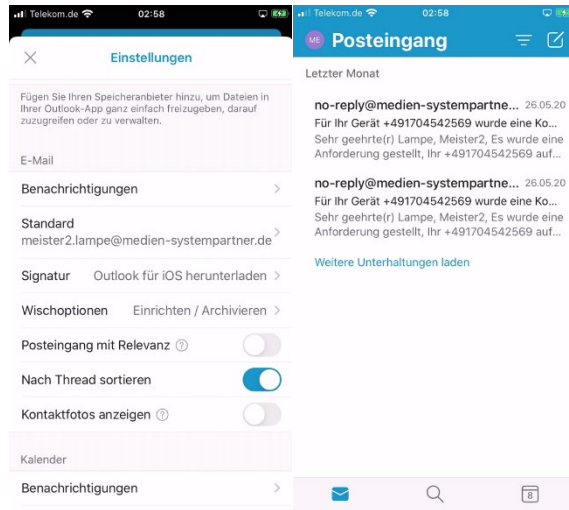 Telekom.de 02:58
Einstellungen
Fügen Sie Ihren Speicheranbieter hinzu, um Dateien in
Ihrer Outlook-App ganz einfach freizugeben, darauf
zuzugreifen oder zu verwalten.
E-Mail
Benachrichtigungen
Standard
meister2.lampe@medien-systempartner.de
Signatur Outlook für iOS herunterladen
Wischoptionen Einrichten / Archivieren
Posteingang mit Relevanz ?
Nach Thread sortieren
Kontaktfotos anzeigen ?
Kalender
Benachrichtigungen
Telekom.de 02:58
ME Posteingang
Letzter Monat
no-reply@medien-systempartne... 26.05.20
Für Ihr Gerät +491704542569 wurde eine Ko...
Sehr geehrte(r) Lampe, Meister2, Es wurde eine
Anforderung gestellt, Ihr +491704542569 auf...
no-reply@medien-systempartne... 26.05.20
Für Ihr Gerät +491704542569 wurde eine Ko...
Sehr geehrte(r) Lampe, Meister2, Es wurde eine
Anforderung gestellt, Ihr +491704542569 auf...
Weitere Unterhaltungen laden
8